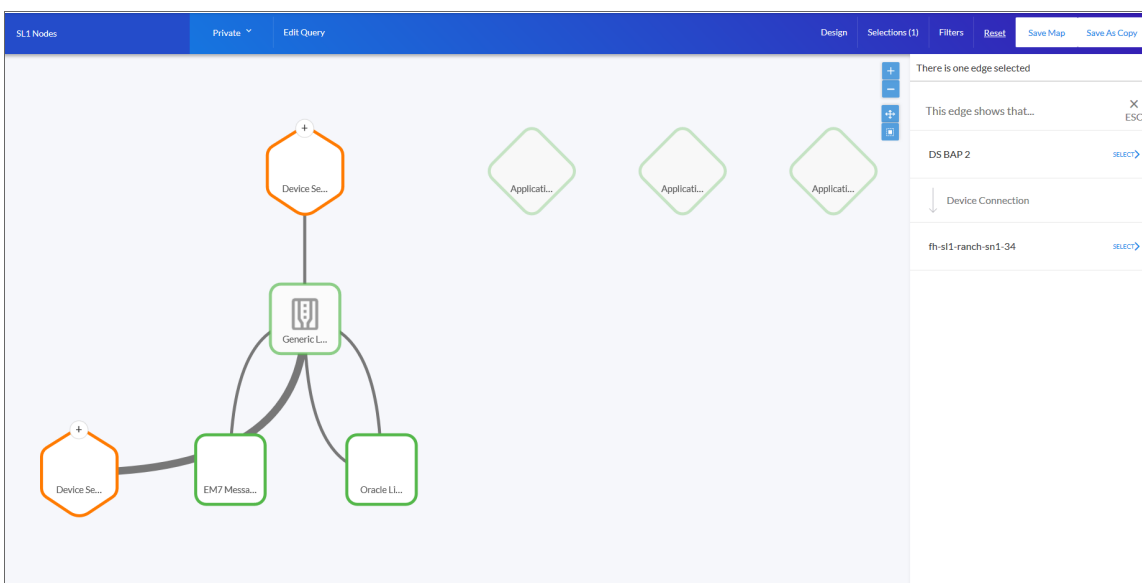 SL1 Nodes
Private
Edit Query
Design
Selections (1)
Filters
Reset
Save Map
Save As Copy
There is one edge selected
This edge shows that...
ESC
DS BAP 2
SELECT
Device Connection
fh-sl1-ranch-sn1-34
SELECT
Device Se...
Applicati...
Applicati...
Applicati...
Generic L...
Device Se...
EM7 Messa...
Oracle Li...